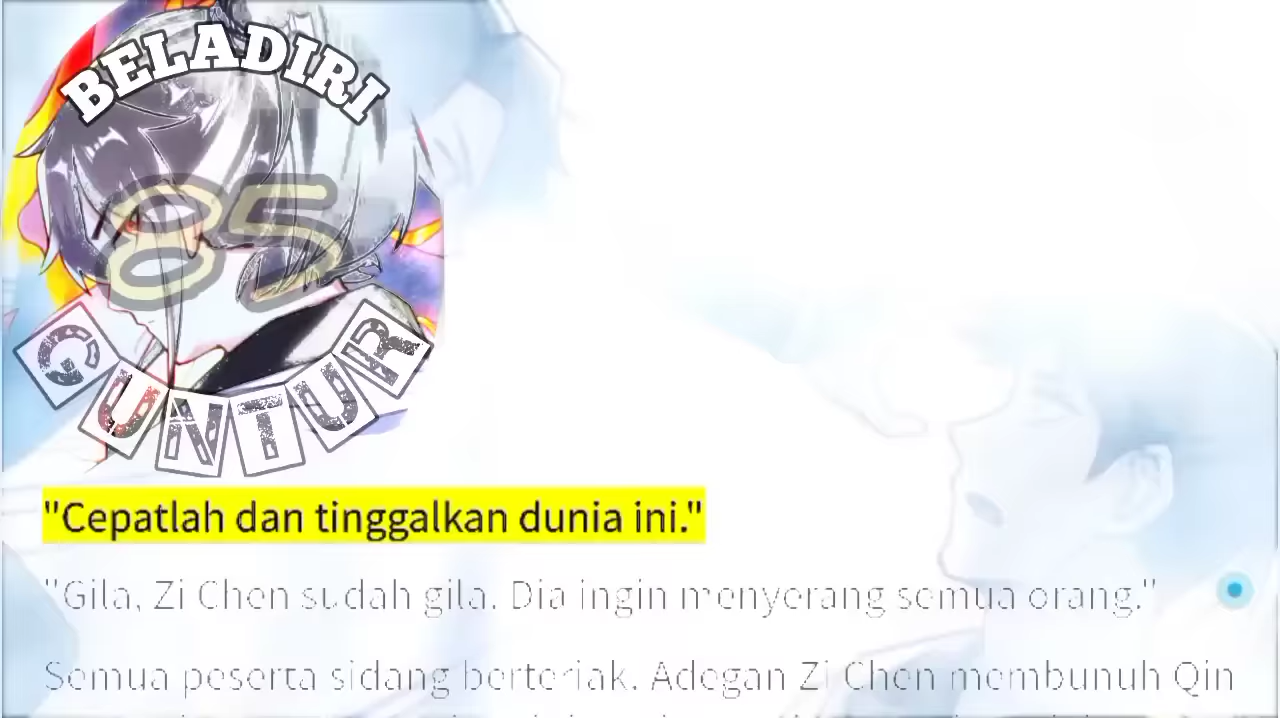 BELADIRI
85
GUNTUR
"Cepatlah dan tinggalkan dunia ini."
"Gila, Zi Chen sudah gila. Dia ingin menyerang semua orang."
Semua peserta sidang berteriak. Adegan Zi Chen membunuh Qin